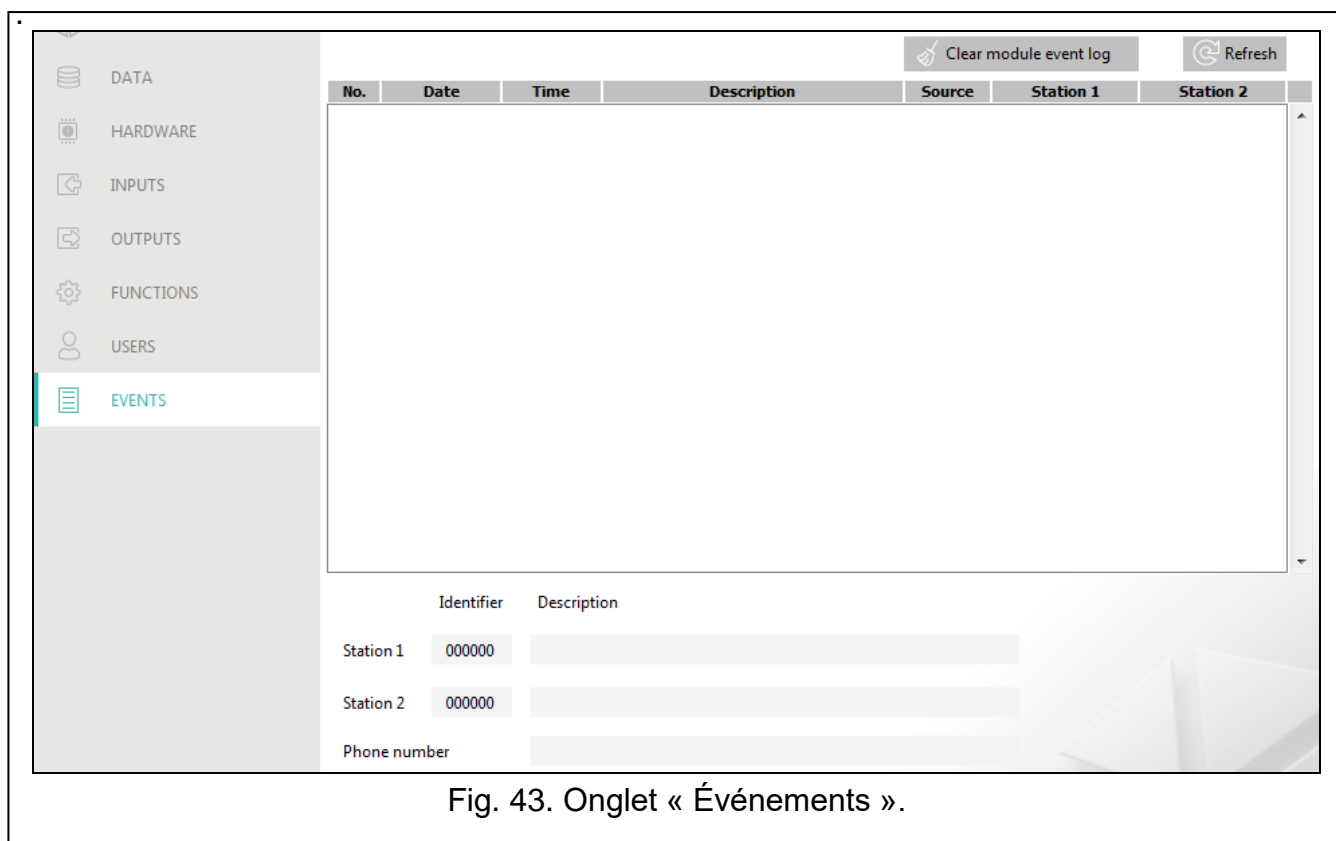 .
Clear module event log Refresh
DATA
No. Date Time Description Source Station 1 Station 2
HARDWARE
INPUTS
OUTPUTS
FUNCTIONS
USERS
EVENTS
Identifier Description
Station 1 000000
Station 2 000000
Phone number
Fig. 43. Onglet « Événements ».